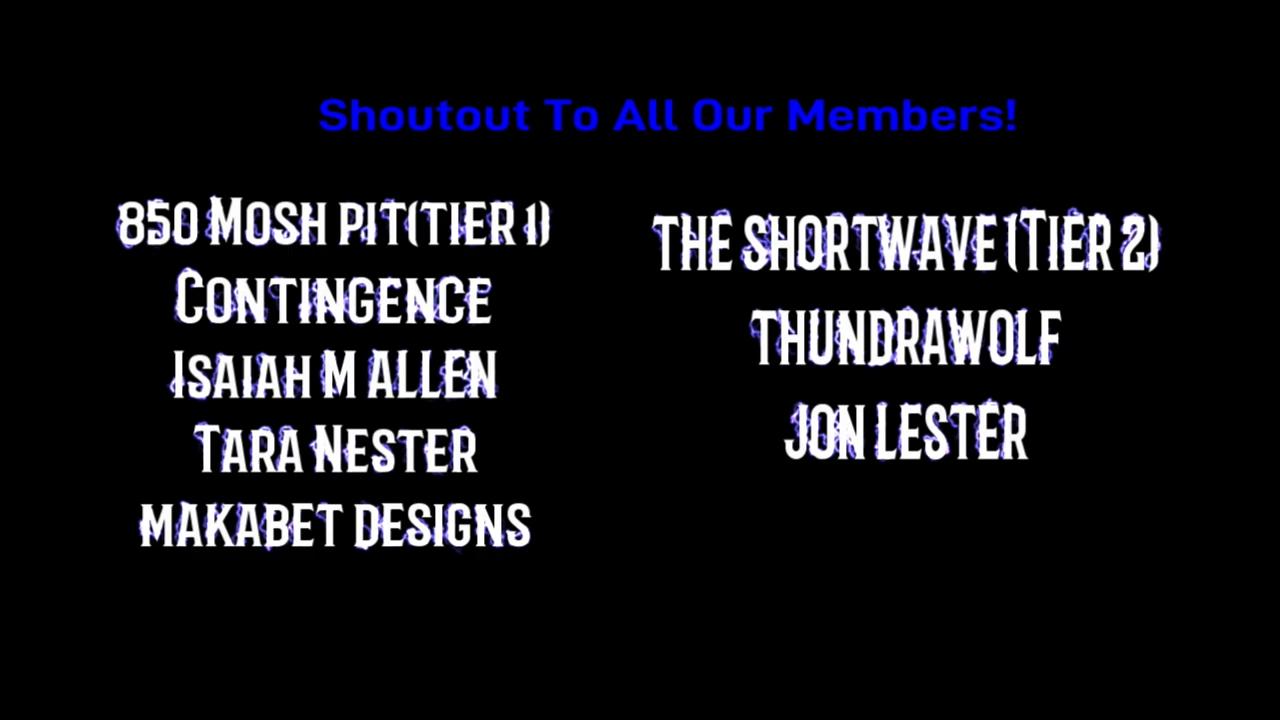 Shoutout To All Our Members!
850 Mosh pit(tier 1)
Contingence
Isaiah M Allen
Tara Nester
makabet designs
The Shortwave (Tier 2)
Thundrawolf
Jon Lester